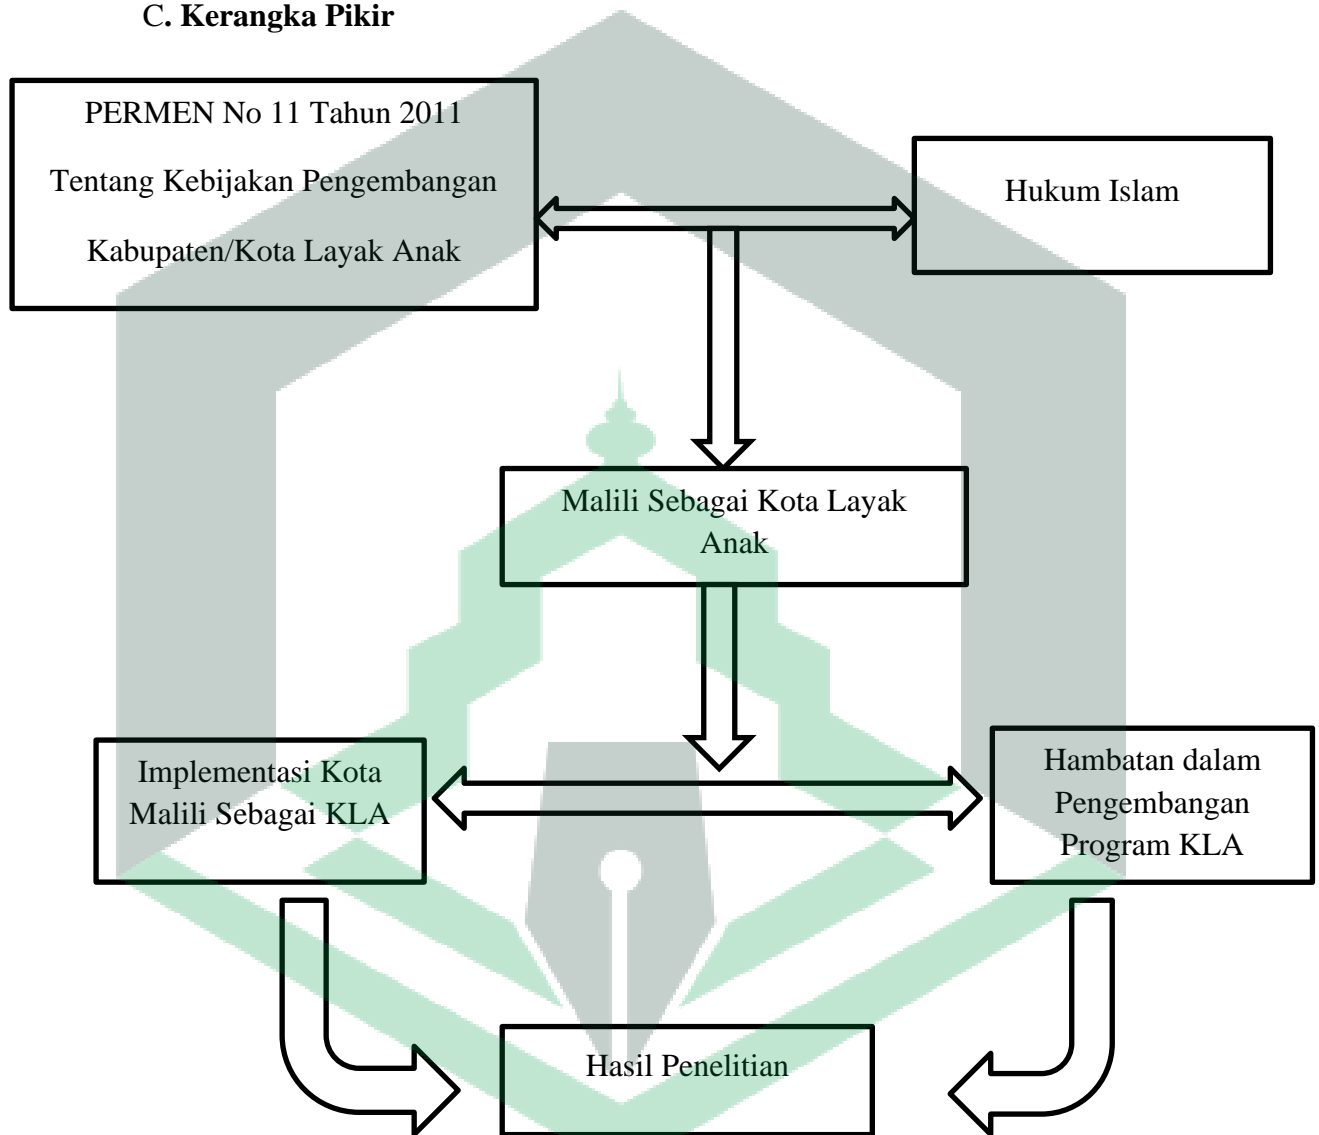 C. Kerangka Pikir
PERMEN No 11 Tahun 2011
Tentang Kebijakan Pengembangan
Kabupaten/Kota Layak Anak
Hukum Islam
Malili Sebagai Kota Layak
Anak
Implementasi Kota
Malili Sebagai KLA
Hambatan dalam
Pengembangan
Program KLA
Hasil Penelitian